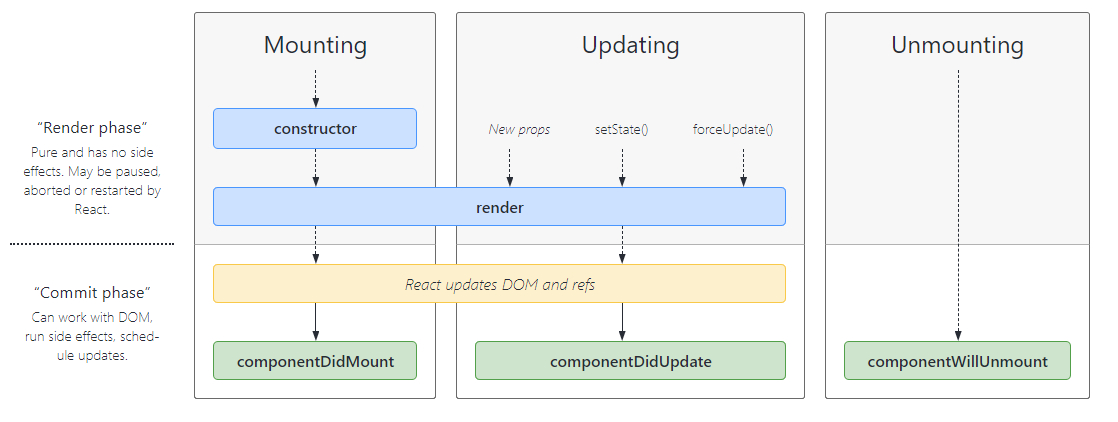 Mounting
Updating
Unmounting
“Render phase”
Pure and has no side
effects. May be paused,
aborted or restarted by
React.
constructor
New props
setState()
forceUpdate()
render
“Commit phase”
Can work with DOM,
run side effects, sched-
ule updates.
React updates DOM and refs
componentDidMount
componentDidUpdate
componentWillUnmount